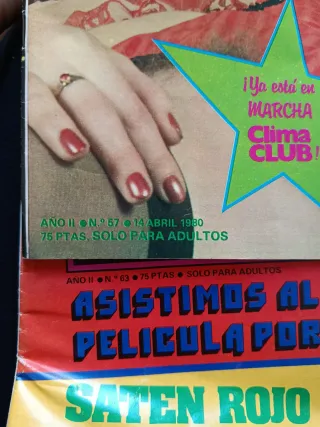 ¡Ya está en
MARCHA
Clima
CLUB!
AÑO II ● N.º 57 ● 14 ABRIL 1980
75 PTAS. SOLO PARA ADULTOS
AÑO II ● N.º 63 ● 75 PTAS. ● SOLO PARA ADULTOS
ASISTIMOS AL
PELICULA POR
SATEN ROJO